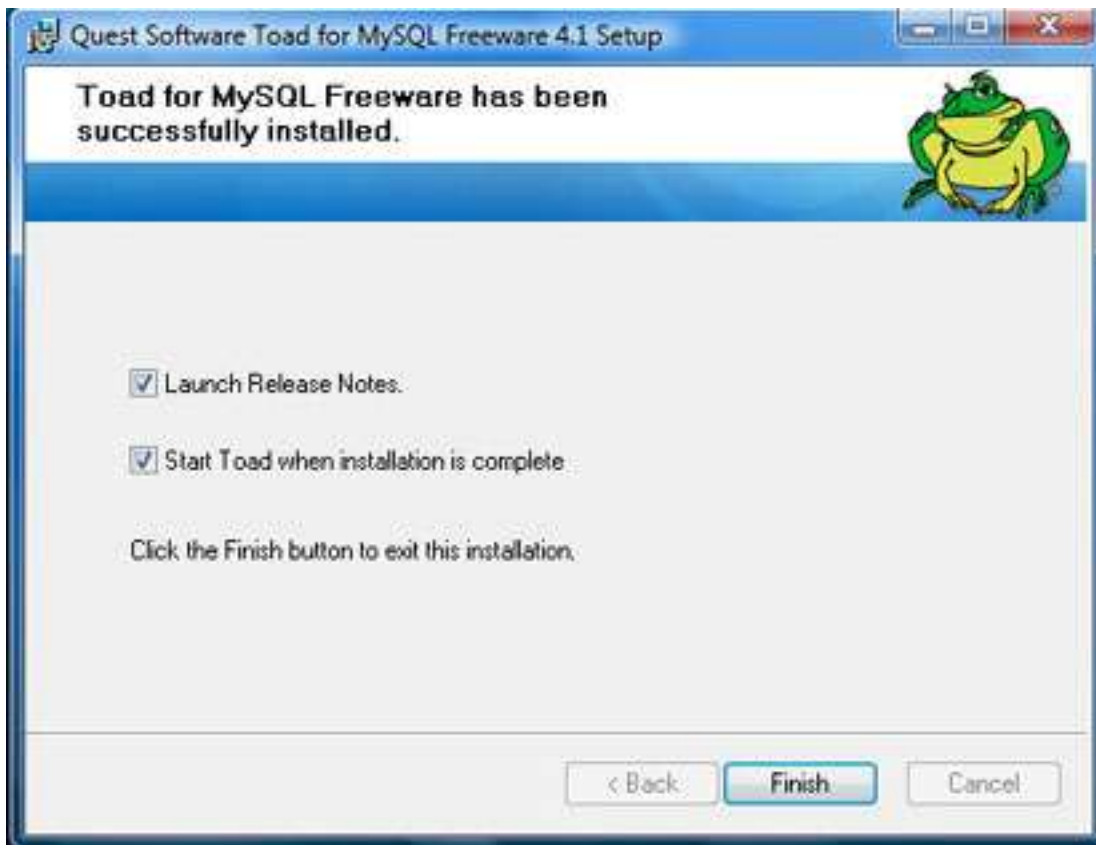 Quest Software Toad for MySQL Freeware 4.1 Setup
Toad for MySQL Freeware has been
successfully installed.
Launch Release Notes.
Start Toad when installation is complete
Click the Finish button to exit this installation.
< Back
Finish
Cancel